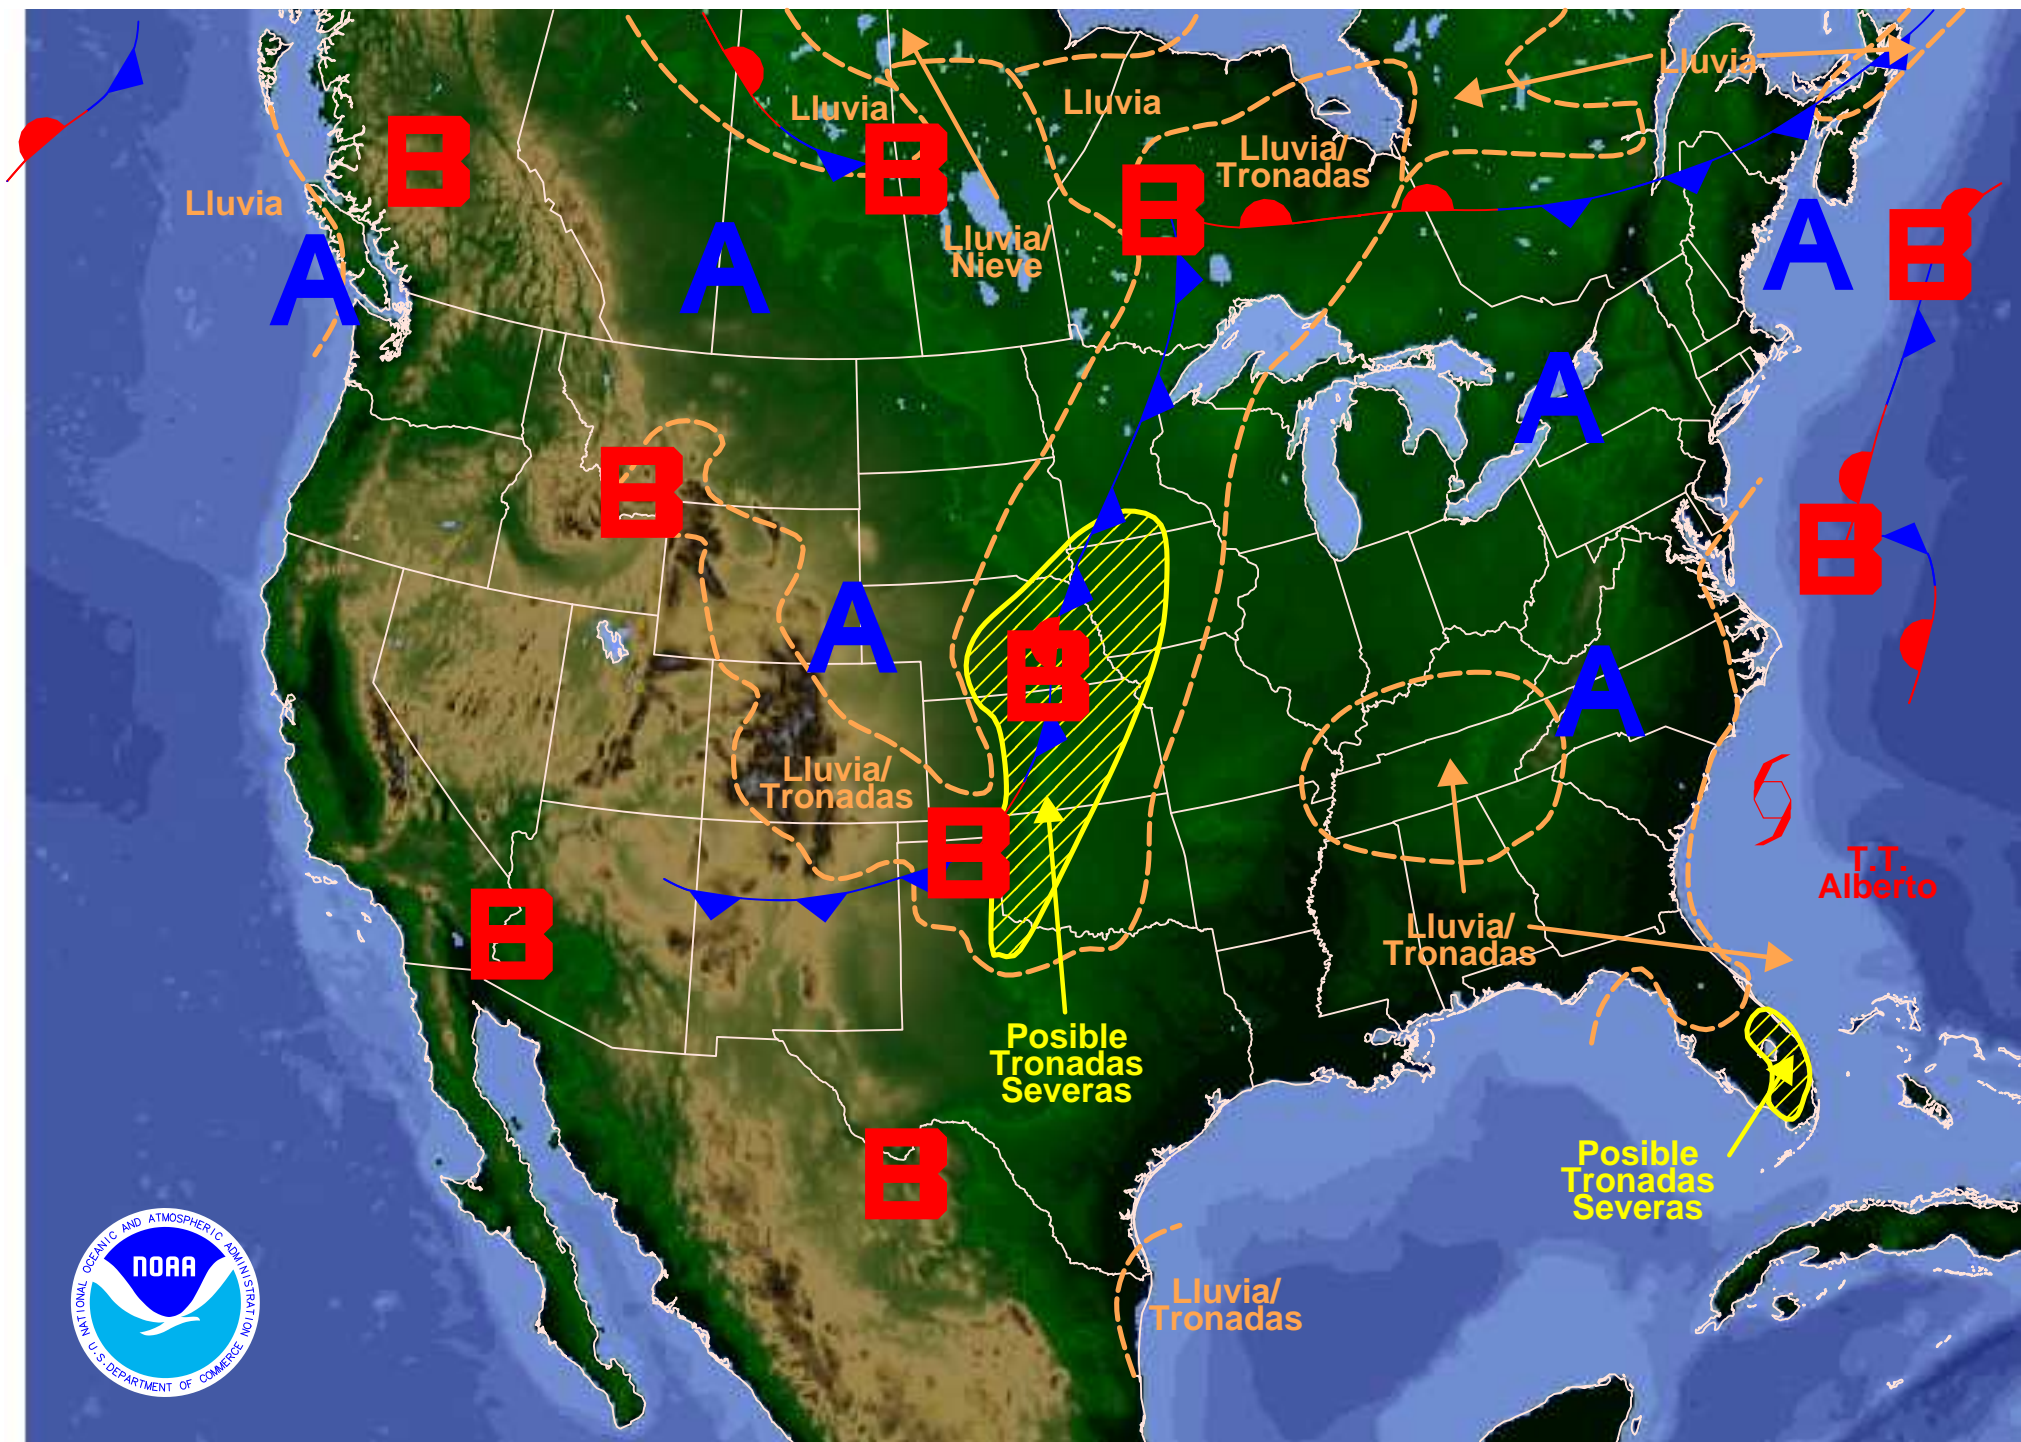 Lluvia
Lluvia
Lluvia
Lluvia
B
B
B
Lluvia/
Tronadas
Lluvia
A
A
Lluvia/
Nieve
A
B
A
B
B
A
B
A
Lluvia/
Tronadas
B
T.T.
Alberto
B
Lluvia/
Tronadas
Posible
Tronadas
Severas
B
Posible
Tronadas
Severas
Lluvia/
Tronadas
NATIONAL OCEANIC AND ATMOSPHERIC ADMINISTRATION
NOAA
U.S. DEPARTMENT OF COMMERCE